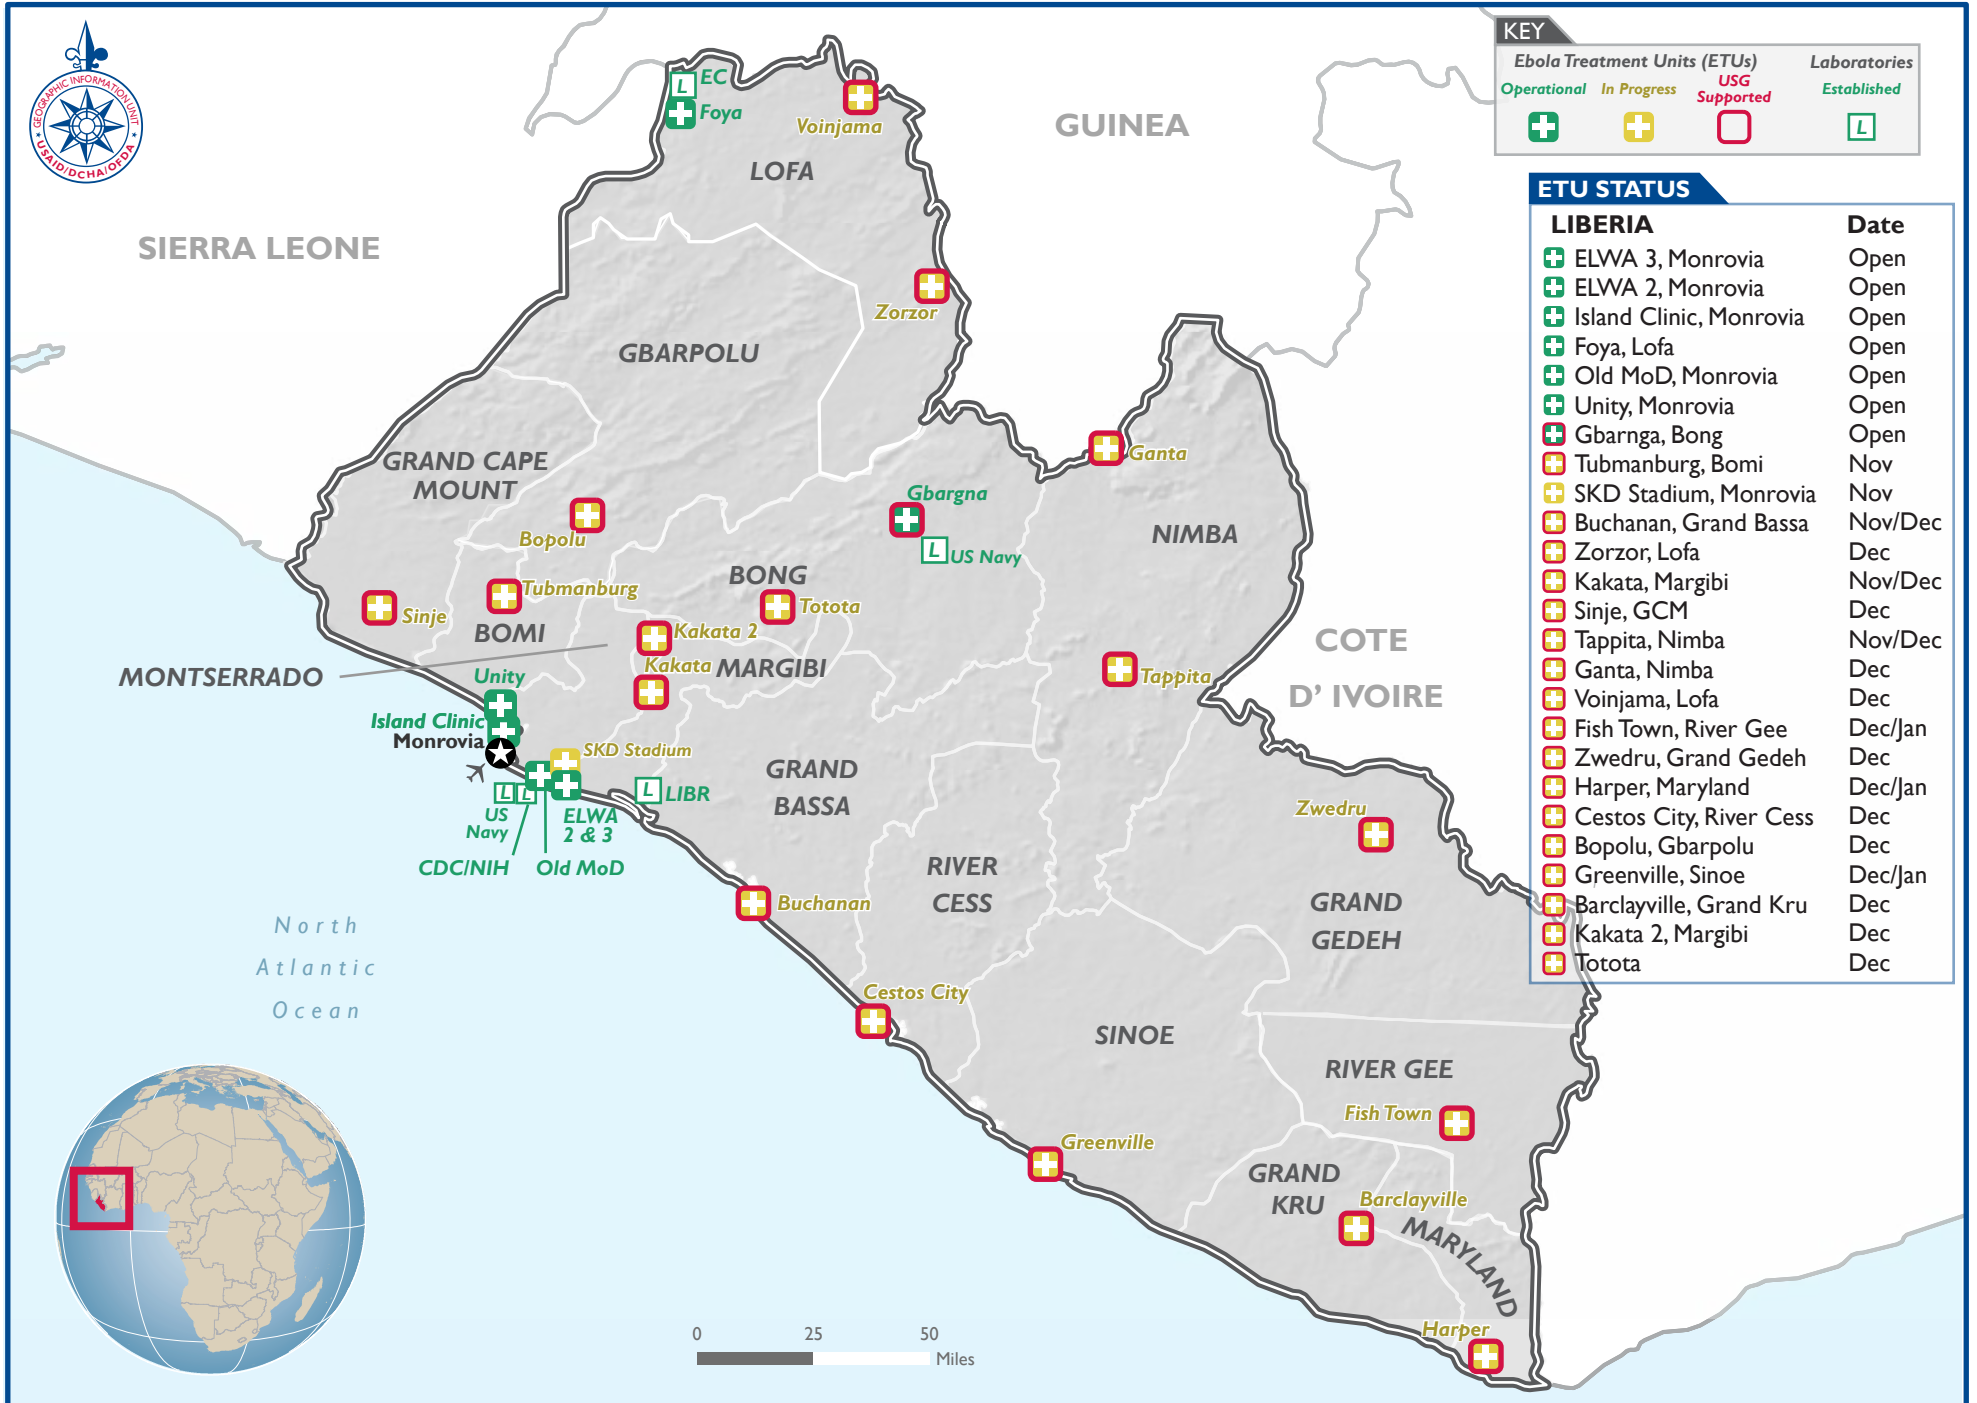 GEOGRAPHIC INFORMATION UNIT
USAID/DCHA/OFDA
KEY
Ebola Treatment Units (ETUs)
Laboratories
Operational
In Progress
USG
Supported
Established
L
ETU STATUS
LIBERIA Date
ELWA 3, Monrovia Open
ELWA 2, Monrovia Open
Island Clinic, Monrovia Open
Foya, Lofa Open
Old MoD, Monrovia Open
Unity, Monrovia Open
Gbarnga, Bong Open
Tubmanburg, Bomi Nov
SKD Stadium, Monrovia Nov
Buchanan, Grand Bassa Nov/Dec
Zorzor, Lofa Dec
Kakata, Margibi Nov/Dec
Sinje, GCM Dec
Tappita, Nimba Nov/Dec
Ganta, Nimba Dec
Voinjama, Lofa Dec
Fish Town, River Gee Dec/Jan
Zwedru, Grand Gedeh Dec
Harper, Maryland Dec/Jan
Cestos City, River Cess Dec
Bopolu, Gbarpolu Dec
Greenville, Sinoe Dec/Jan
Barclayville, Grand Kru Dec
Kakata 2, Margibi Dec
Totota Dec
L EC
Foya
Voinjama
GUINEA
LOFA
SIERRA LEONE
Zorzor
GBARPOLU
GRAND CAPE
MOUNT
Ganta
Gbargna
L US Navy
NIMBA
Bopolu
BONG
Tubmanburg
Totota
Sinje
BOMI
Kakata 2
Kakata
MARGIBI
MONTSERRADO
Tappita
COTE
D' IVOIRE
Unity
Island Clinic
Monrovia
SKD Stadium
L L
L LIBR
US
Navy
ELWA
2 & 3
CDC/NIH
Old MoD
GRAND
BASSA
Zwedru
RIVER
CESS
Buchanan
GRAND
GEDEH
North
Atlantic
Ocean
Cestos City
SINOE
RIVER GEE
Fish Town
Greenville
GRAND
KRU
Barclayville
MARYLAND
Harper
0 25 50
Miles